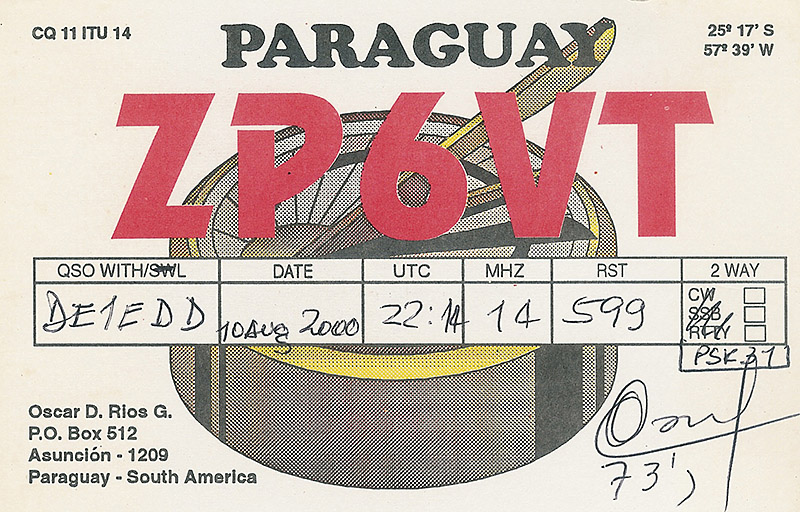 CQ 11 ITU 14
PARAGUAY
25º 17' S
57º 39' W
ZP6VT
QSO WITH/SWL DATE UTC MHZ RST 2 WAY
DE1EDD 10 Aug 2000 22:14 14 599
CW
SSB
RTTY
PSK 31
Oscar D. Rios G.
P.O. Box 512
Asunción - 1209
Paraguay - South America
73',